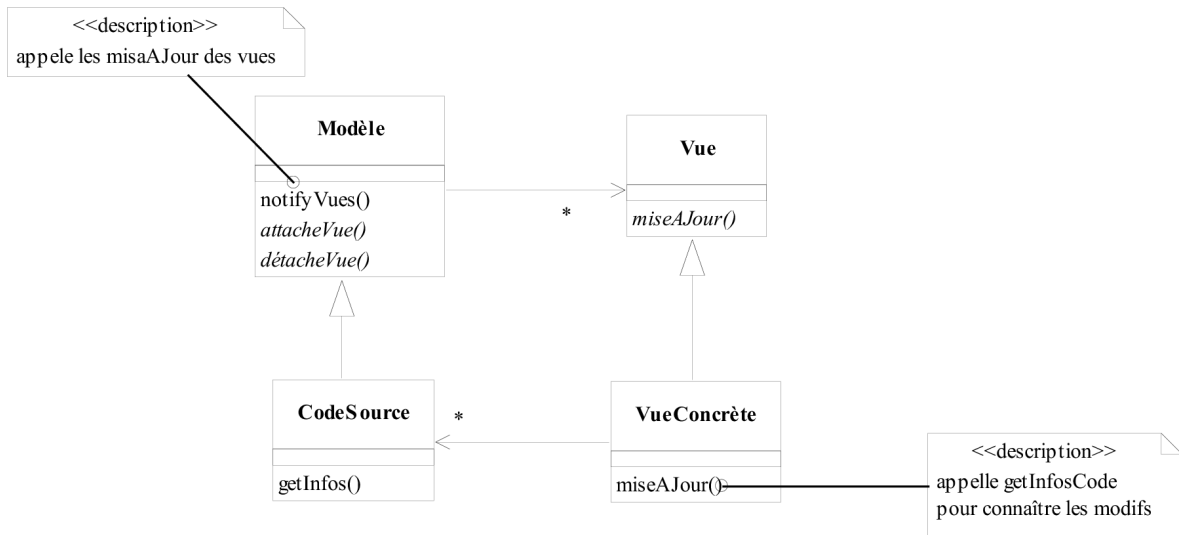 <<description>>
appele les misaAJour des vues
Modèle
notifyVues()
attacheVue()
détacheVue()
*
Vue
miseAJour()
CodeSource
getInfos()
*
VueConcrète
miseAJour()
<<description>>
appelle getInfosCode
pour connaître les modifs